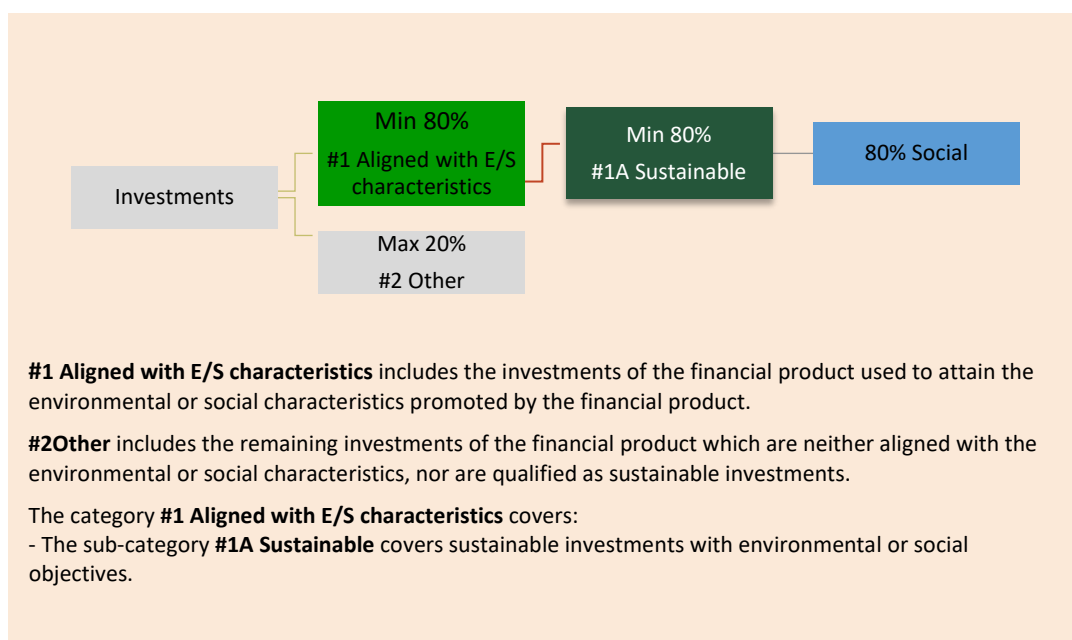 Min 80%
#1 Aligned with E/S
characteristics
Min 80%
#1A Sustainable
80% Social
Investments
Max 20%
#2 Other
#1 Aligned with E/S characteristics includes the investments of the financial product used to attain the
environmental or social characteristics promoted by the financial product.
#2Other includes the remaining investments of the financial product which are neither aligned with the
environmental or social characteristics, nor are qualified as sustainable investments.
The category #1 Aligned with E/S characteristics covers:
- The sub-category #1A Sustainable covers sustainable investments with environmental or social
objectives.